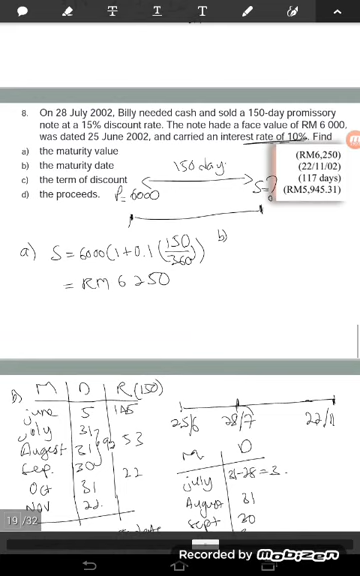 8. On 28 July 2002, Billy needed cash and sold a 150-day promissory
note at a 15% discount rate. The note hade a face value of RM 6 000,
was dated 25 June 2002, and carried an interest rate of 10%. Find
a) the maturity value
b) the maturity date
c) the term of discount
d) the proceeds.
(RM6,250)
(22/11/02)
(117 days)
(RM5,945.31)
150 day
P = 6000
S = ?
a) S = 6000(1+0.1(150/360))
= RM 6 250
b)
b) M D R(150)
june 5 145
july 31
August 31 53
Sep. 30 22
Oct 31
Nov 22
25/6 28/7 22/11
M D
july 31-28 = 3.
August 31
Sept 30
19 /32
Recorded by Mobizen